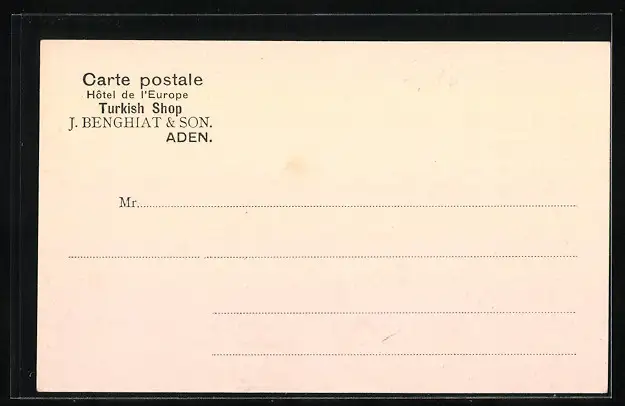 Carte postale
Hôtel de l'Europe
Turkish Shop
J. BENGHIAT & SON.
ADEN.
Mr.